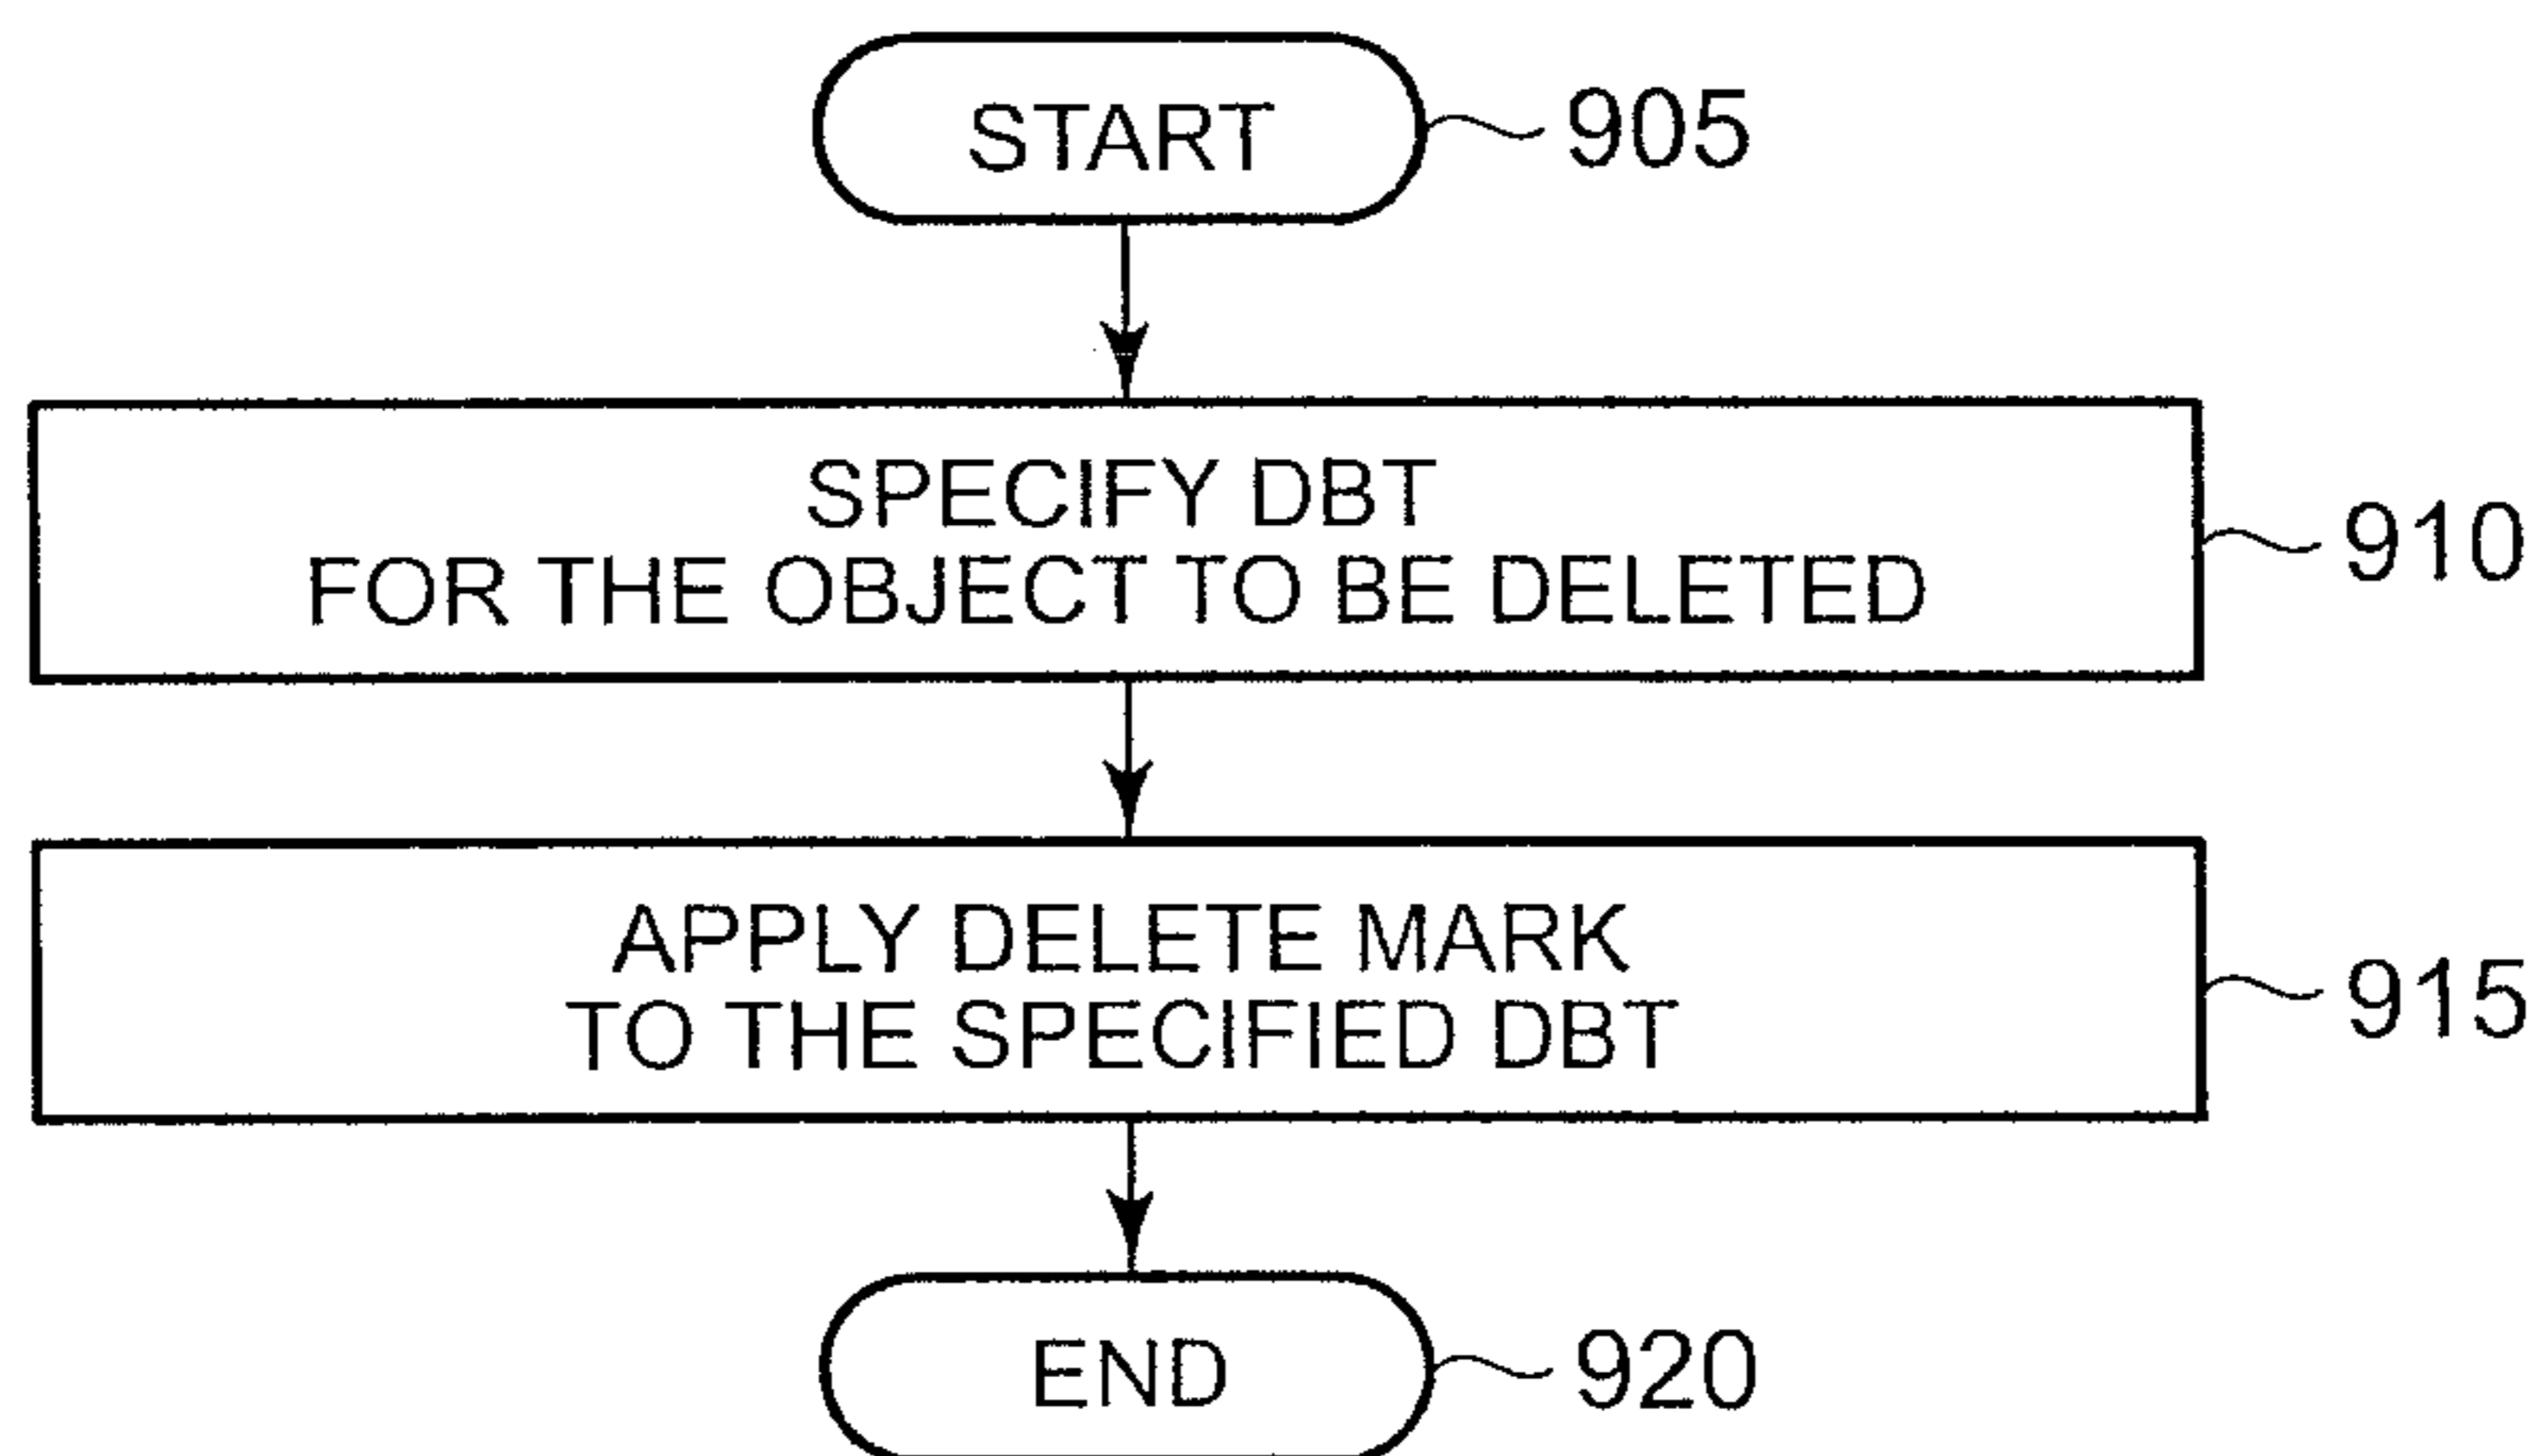 START
905
SPECIFY DBT
FOR THE OBJECT TO BE DELETED
910
APPLY DELETE MARK
TO THE SPECIFIED DBT
915
END
920